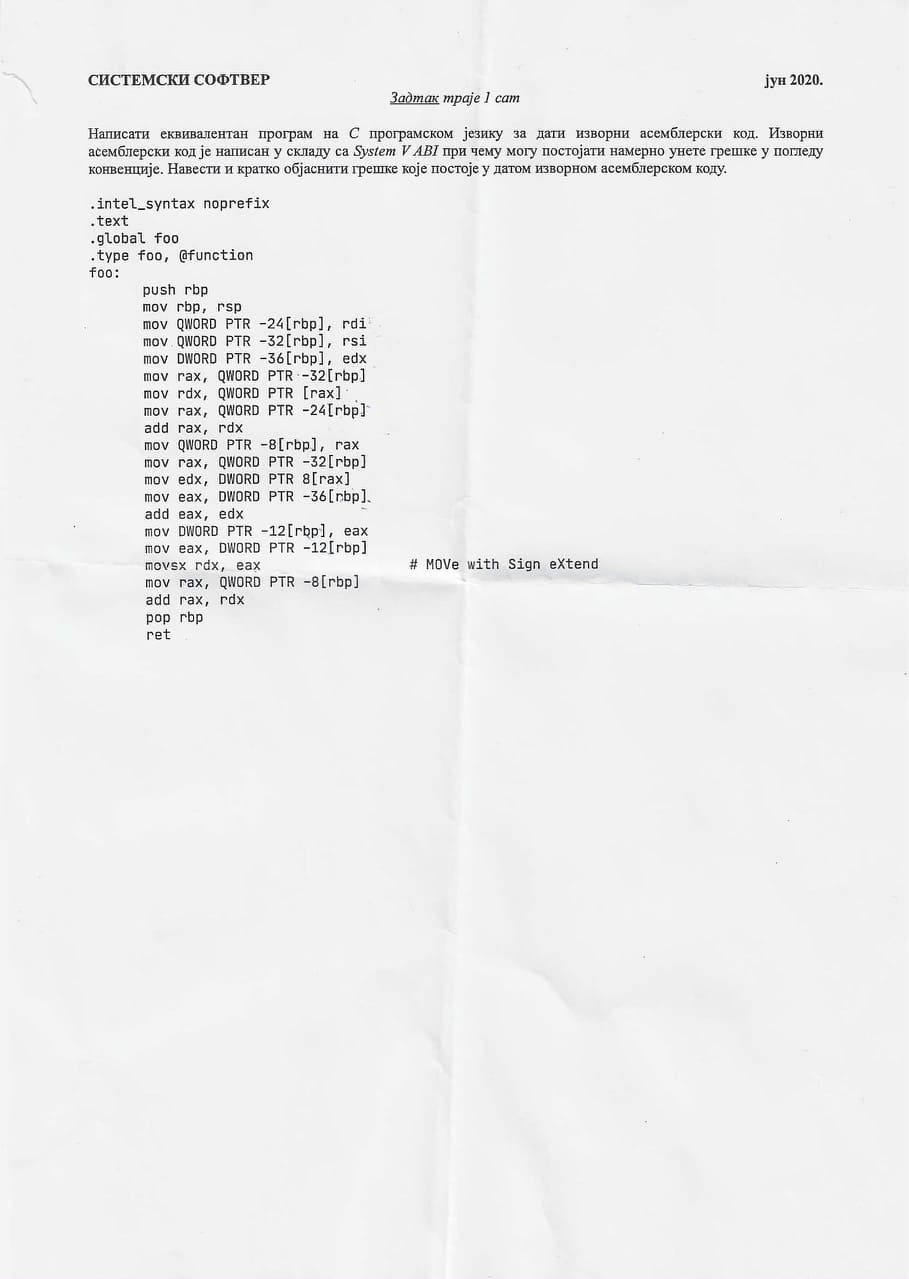 СИСТЕМСКИ СОФТВЕР јун 2020.
Задтак траје 1 сат
Написати еквивалентан програм на C програмском језику за дати изворни асемблерски код. Изворни
асемблерски код је написан у складу са System V ABI при чему могу постојати намерно унете грешке у погледу
конвенције. Навести и кратко објаснити грешке које постоје у датом изворном асемблерском коду.
.intel_syntax noprefix
.text
.global foo
.type foo, @function
foo:
push rbp
mov rbp, rsp
mov QWORD PTR -24[rbp], rdi
mov QWORD PTR -32[rbp], rsi
mov DWORD PTR -36[rbp], edx
mov rax, QWORD PTR -32[rbp]
mov rdx, QWORD PTR [rax]
mov rax, QWORD PTR -24[rbp]
add rax, rdx
mov QWORD PTR -8[rbp], rax
mov rax, QWORD PTR -32[rbp]
mov edx, DWORD PTR 8[rax]
mov eax, DWORD PTR -36[rbp]
add eax, edx
mov DWORD PTR -12[rbp], eax
mov eax, DWORD PTR -12[rbp]
movsx rdx, eax # MOVe with Sign eXtend
mov rax, QWORD PTR -8[rbp]
add rax, rdx
pop rbp
ret